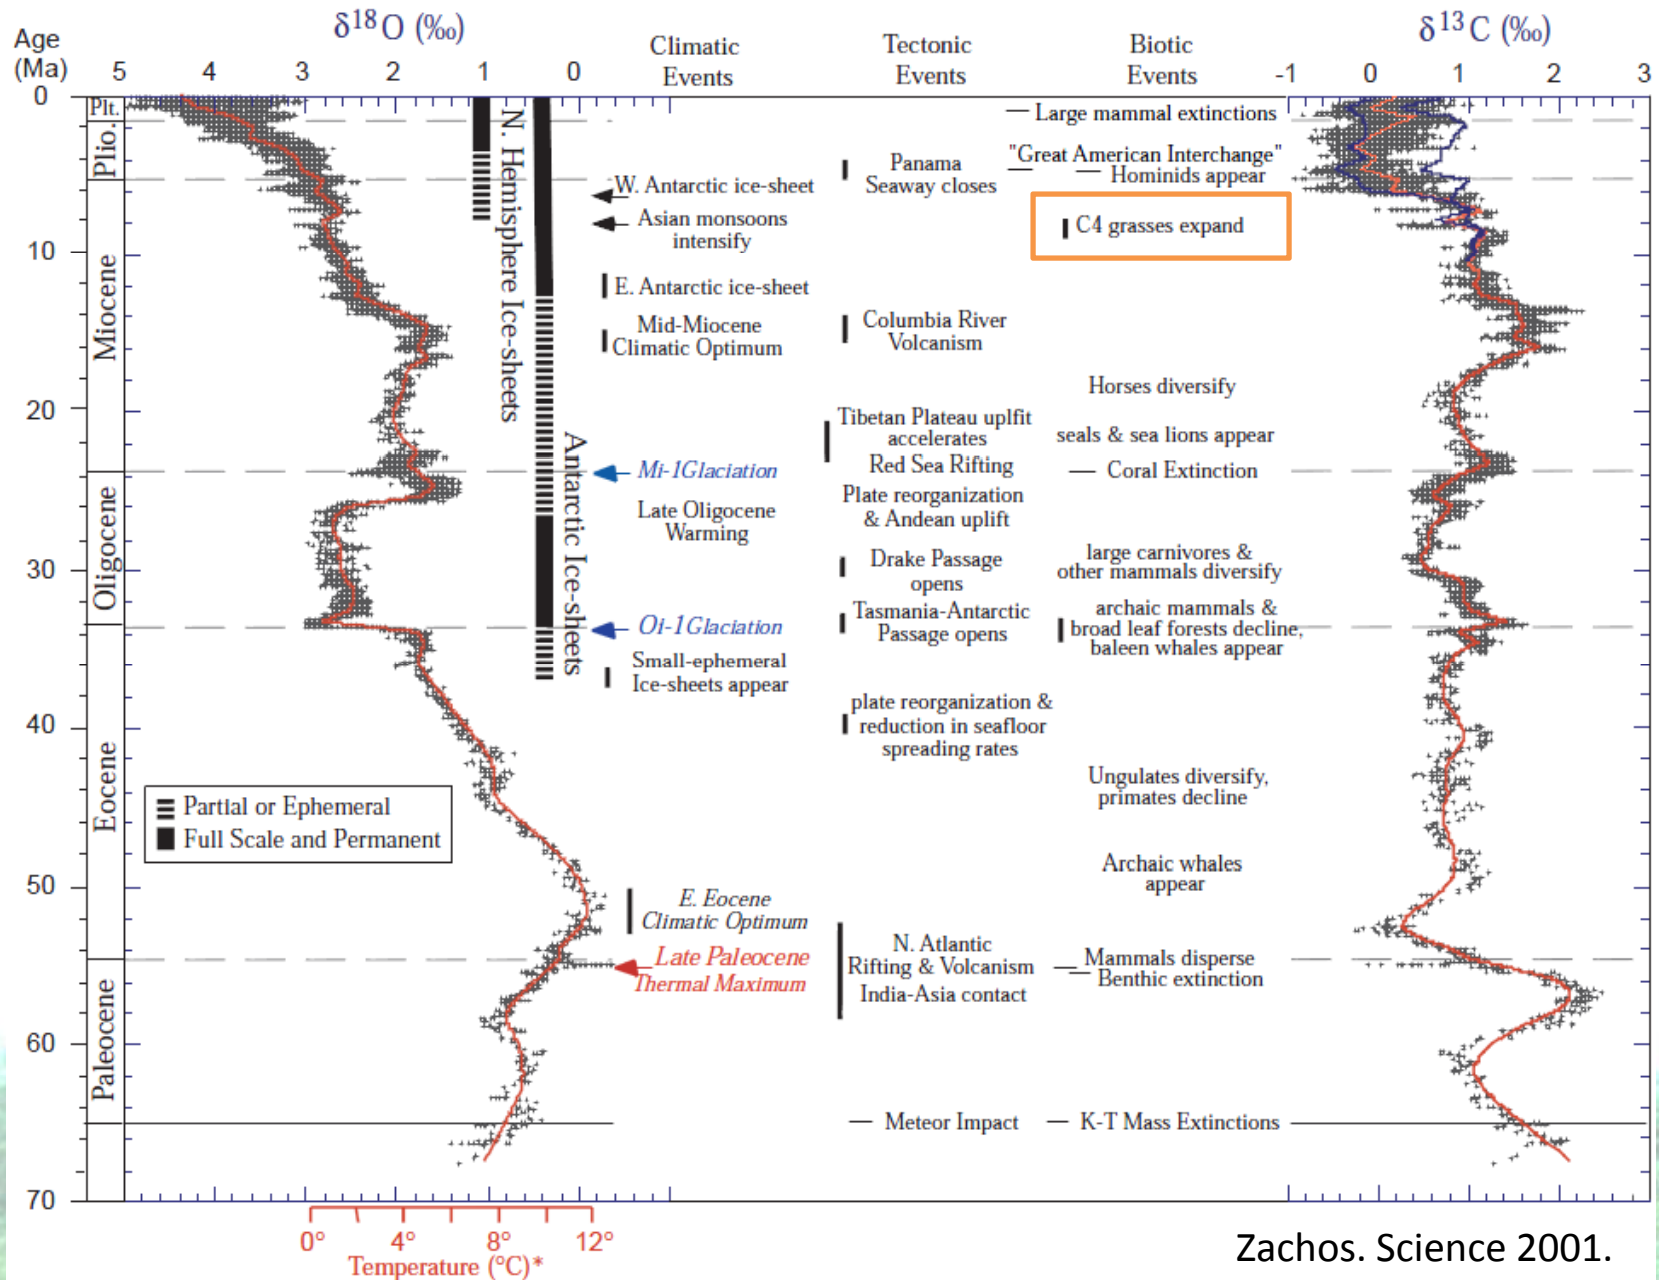 δ18O (‰)
δ13C (‰)
Age
(Ma)
5 4 3 2 1 0
Climatic
Events
Tectonic
Events
Biotic
Events
-1 0 1 2 3
0
10
20
30
40
50
60
70
Plt.
Plio.
Miocene
Oligocene
Eocene
Paleocene
N. Hemisphere Ice-sheets
Antarctic Ice-sheets
W. Antarctic ice-sheet
Asian monsoons
intensify
E. Antarctic ice-sheet
Mid-Miocene
Climatic Optimum
Mi-1Glaciation
Late Oligocene
Warming
Oi-1Glaciation
Small-ephemeral
Ice-sheets appear
E. Eocene
Climatic Optimum
Late Paleocene
Thermal Maximum
Panama
Seaway closes
Columbia River
Volcanism
Tibetan Plateau uplfit
accelerates
Red Sea Rifting
Plate reorganization
& Andean uplift
Drake Passage
opens
Tasmania-Antarctic
Passage opens
plate reorganization &
reduction in seafloor
spreading rates
N. Atlantic
Rifting & Volcanism
India-Asia contact
Meteor Impact
Large mammal extinctions
"Great American Interchange"
Hominids appear
C4 grasses expand
Horses diversify
seals & sea lions appear
Coral Extinction
large carnivores &
other mammals diversify
archaic mammals &
broad leaf forests decline,
baleen whales appear
Ungulates diversify,
primates decline
Archaic whales
appear
Mammals disperse
Benthic extinction
K-T Mass Extinctions
Partial or Ephemeral
Full Scale and Permanent
0° 4° 8° 12°
Temperature (°C)*
Zachos. Science 2001.